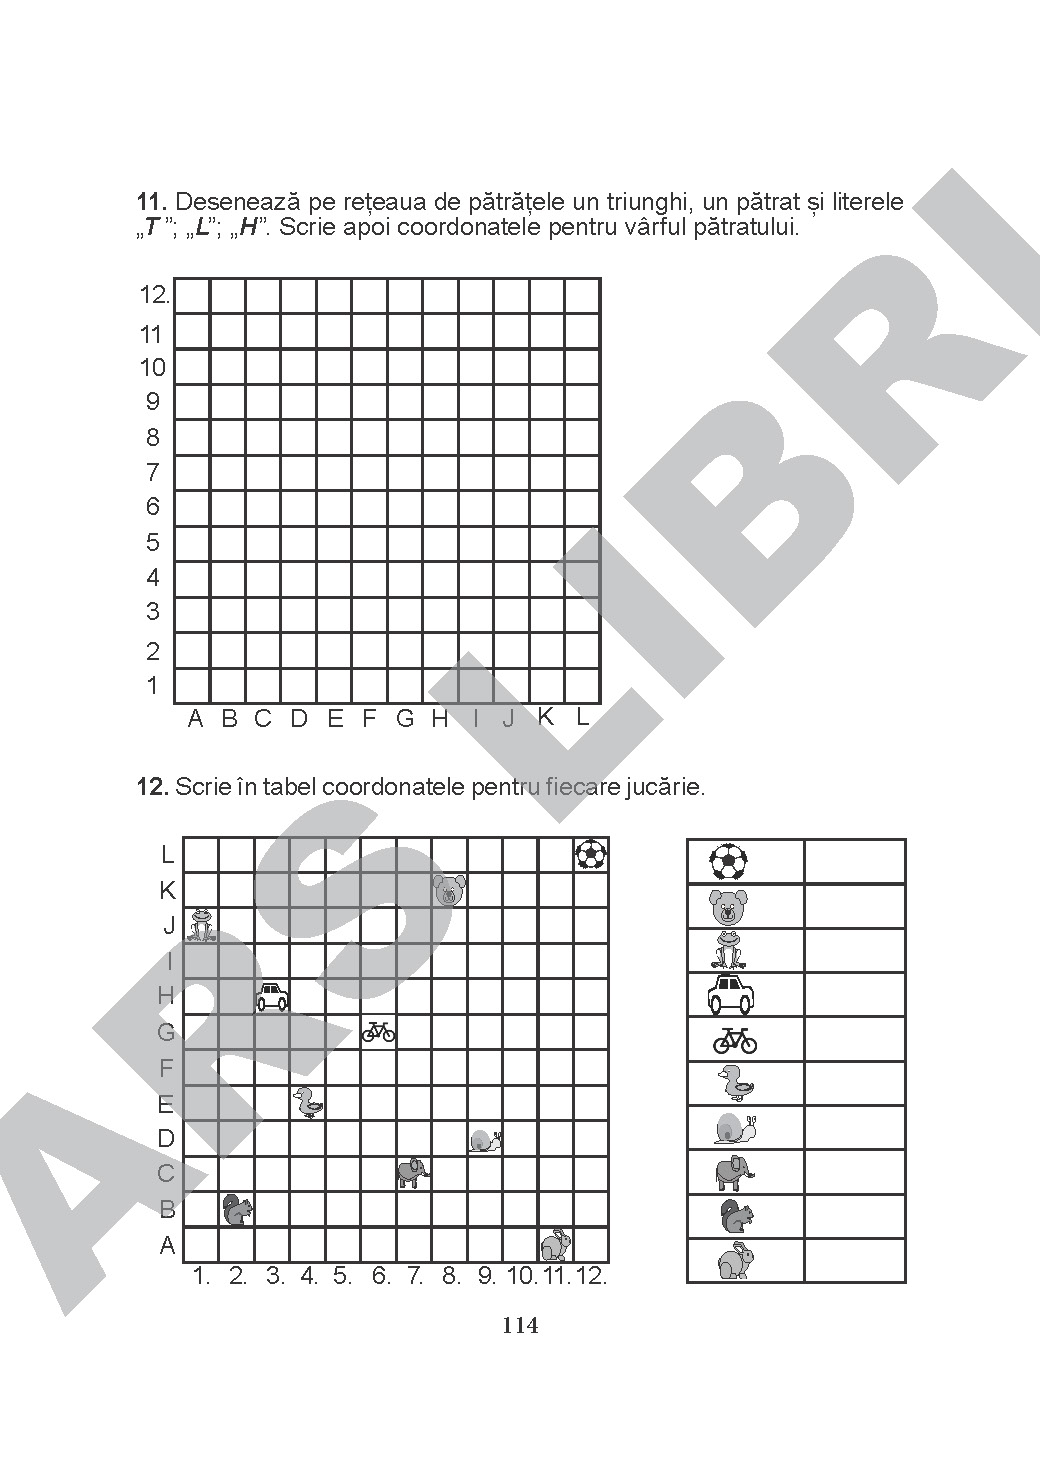 11. Desenează pe rețeaua de pătrățele un triunghi, un pătrat și literele
„T ”; „L”; „H”. Scrie apoi coordonatele pentru vârful pătratului.
12.
11
10
9
8
7
6
5
4
3
2
1
A B C D E F G H I J K L
12. Scrie în tabel coordonatele pentru fiecare jucărie.
L
K
J
I
H
G
F
E
D
C
B
A
1. 2. 3. 4. 5. 6. 7. 8. 9. 10. 11. 12.
114
ARS LIBRI